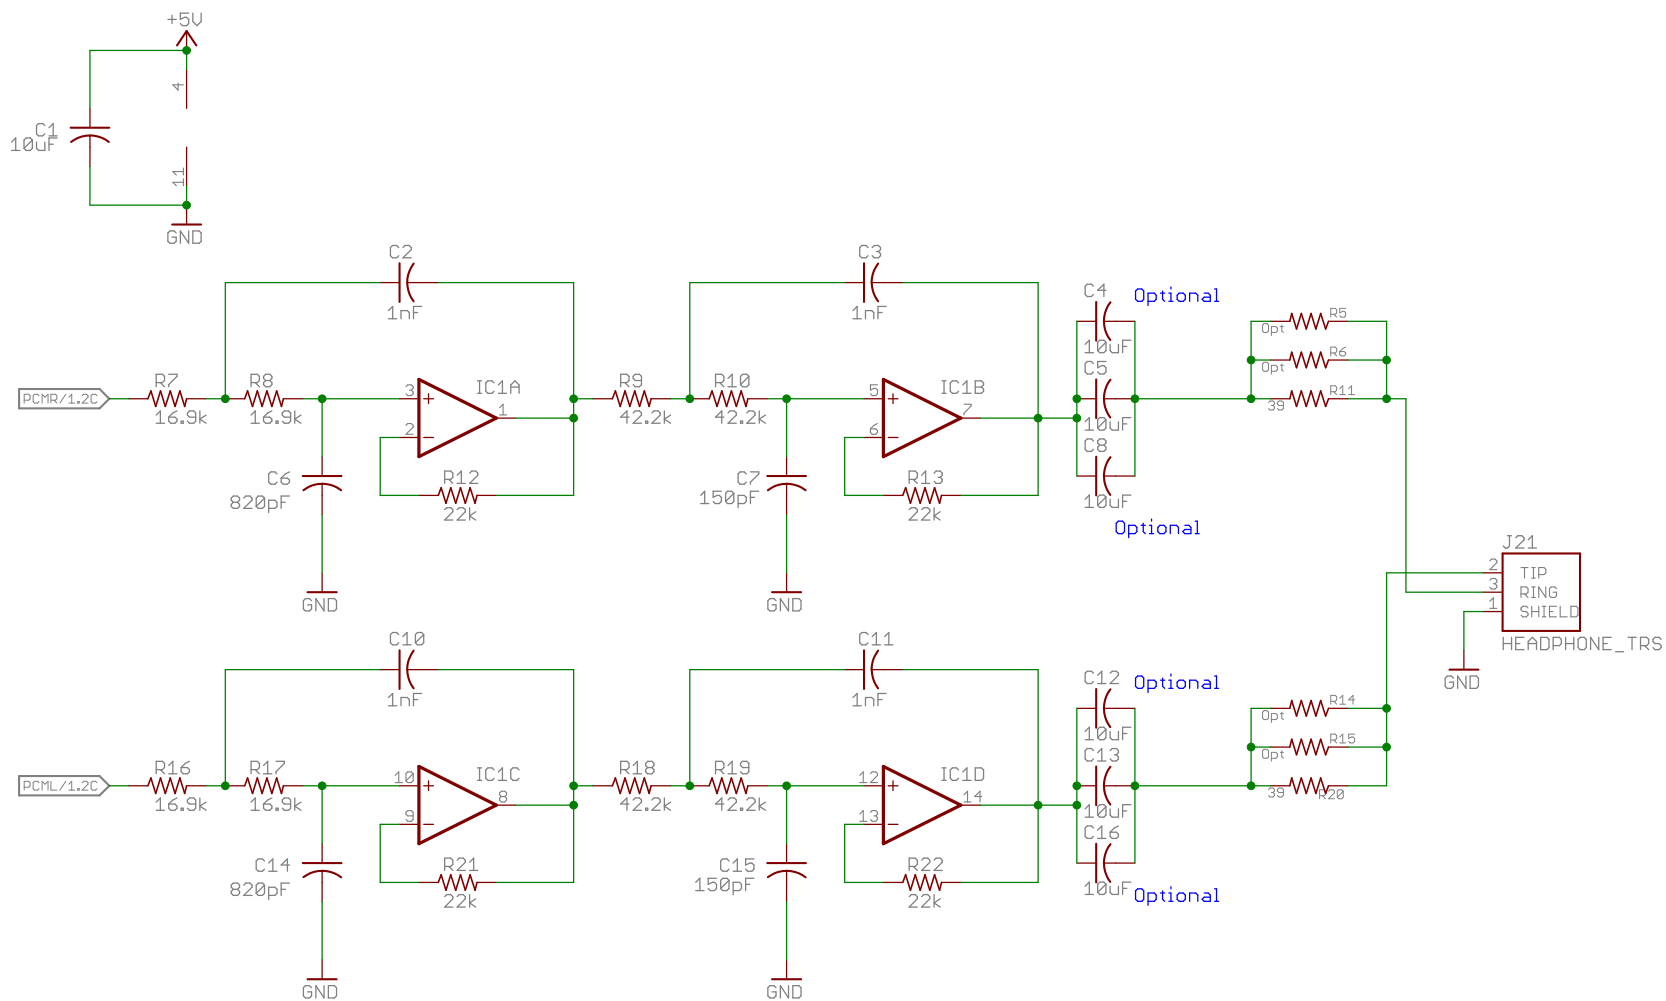 +5V
4
C1
10uF
11
GND
C2
1nF
C3
1nF
C4
Optional
10uF
R5
Opt
R6
Opt
R11
39
PCMR/1.2C
R7
16.9k
R8
16.9k
3
2
IC1A
1
R9
42.2k
R10
42.2k
5
6
IC1B
7
C5
10uF
C8
10uF
Optional
C6
820pF
R12
22k
C7
150pF
R13
22k
GND
GND
J21
2 TIP
3 RING
1 SHIELD
HEADPHONE_TRS
GND
C10
1nF
C11
1nF
C12
Optional
10uF
R14
Opt
R15
Opt
39
R20
PCML/1.2C
R16
16.9k
R17
16.9k
10
9
IC1C
8
R18
42.2k
R19
42.2k
12
13
IC1D
14
C13
10uF
C16
10uF
Optional
C14
820pF
R21
22k
C15
150pF
R22
22k
GND
GND